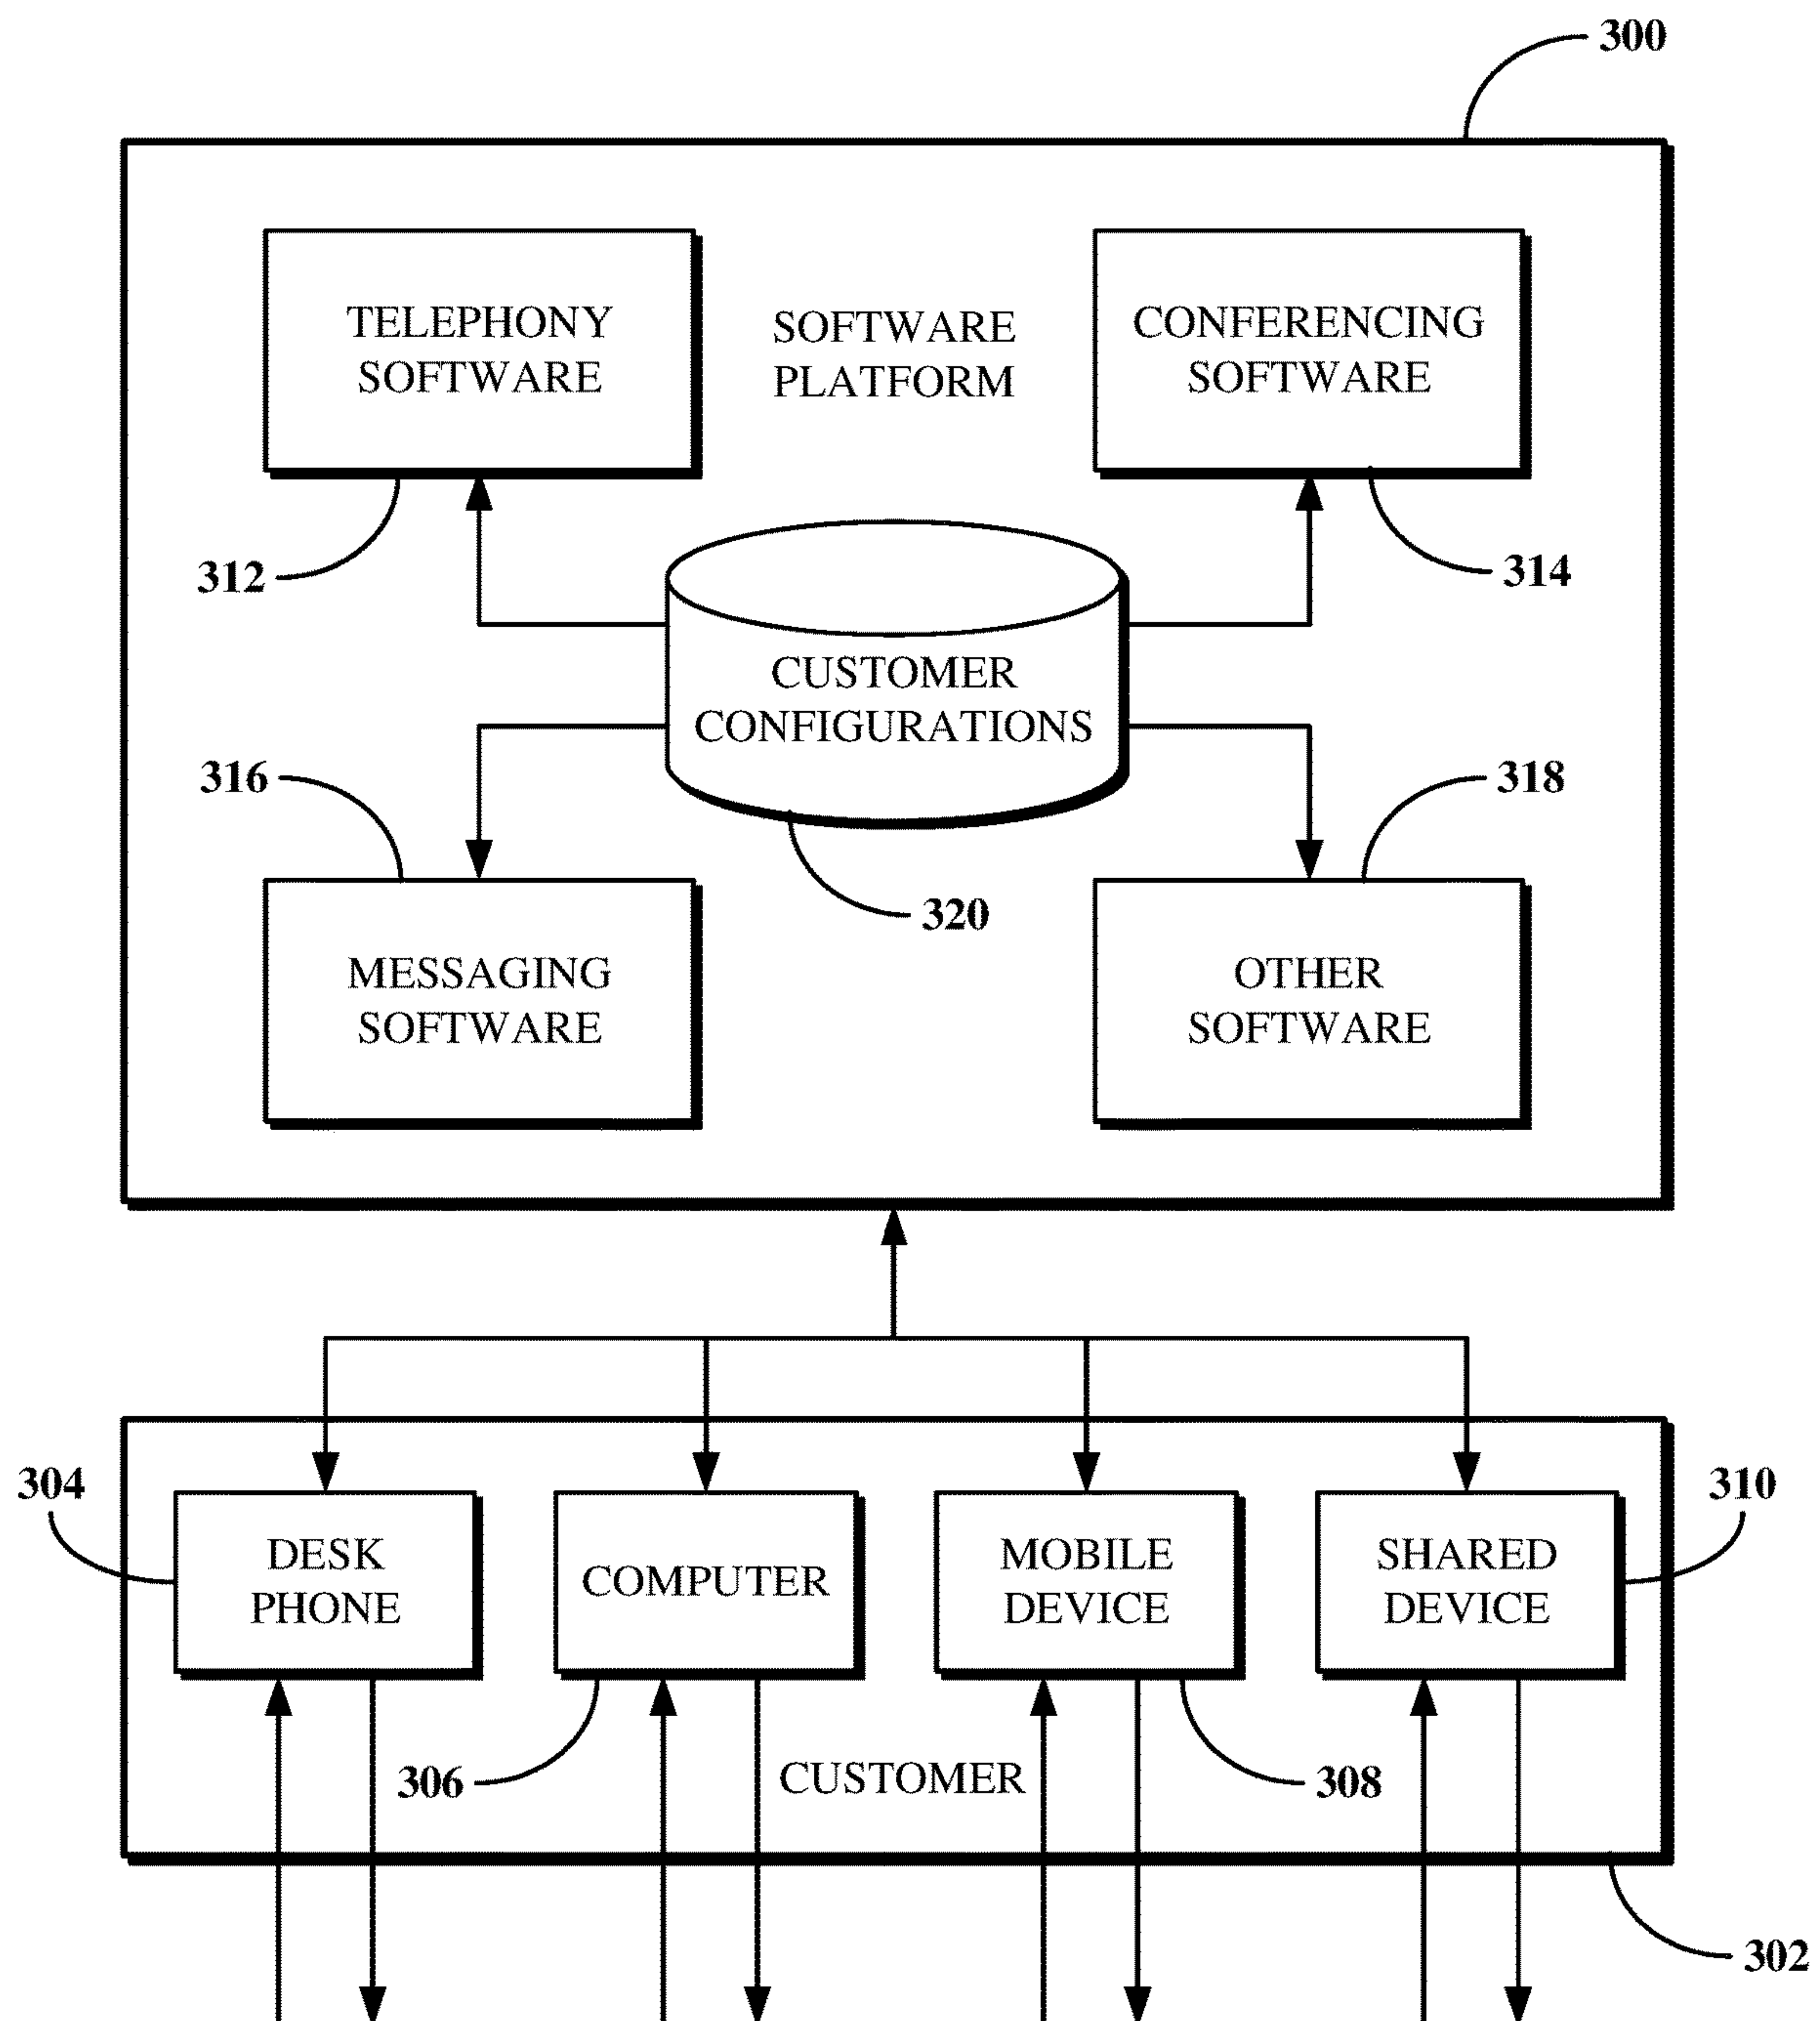 300
TELEPHONY
SOFTWARE
SOFTWARE
PLATFORM
CONFERENCING
SOFTWARE
312
314
CUSTOMER
CONFIGURATIONS
316
318
320
MESSAGING
SOFTWARE
OTHER
SOFTWARE
304
310
DESK
PHONE
COMPUTER
MOBILE
DEVICE
SHARED
DEVICE
306
CUSTOMER
308
302